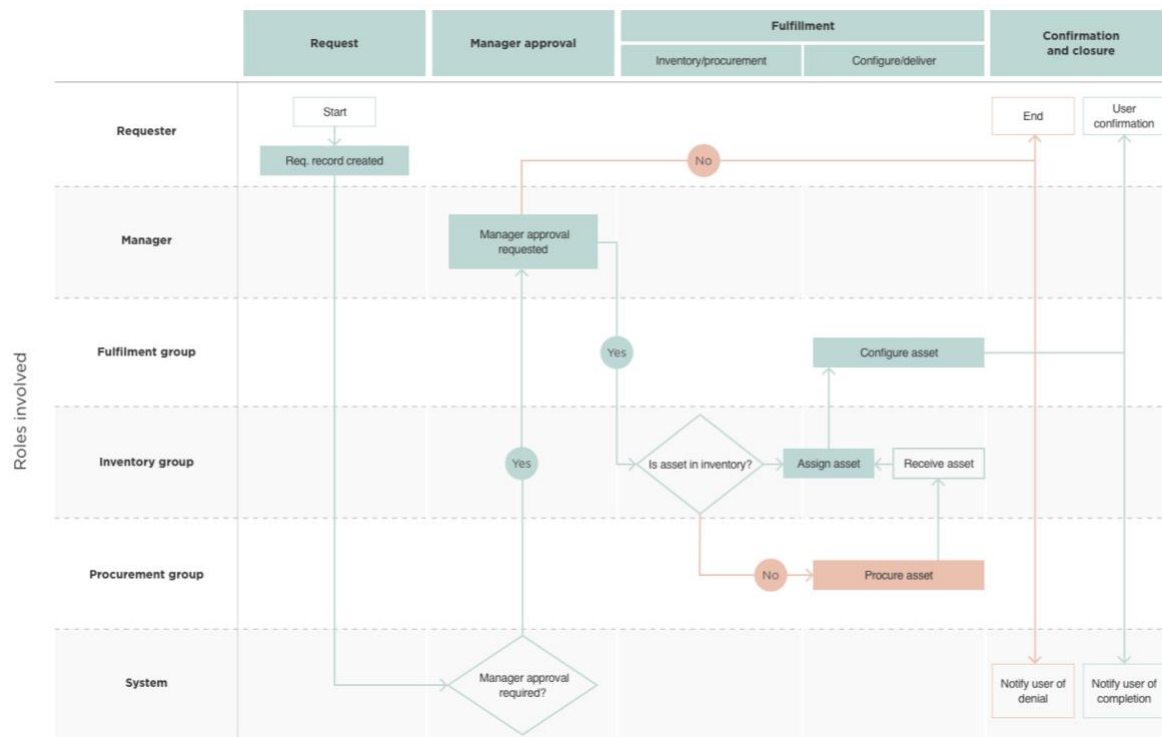 Request
Manager approval
Fulfillment
Inventory/procurement
Configure/deliver
Confirmation
and closure
Roles involved
Requester
Start
Req. record created
No
End
User
confirmation
Manager
Manager approval
requested
Fulfilment group
Yes
Configure asset
Inventory group
Yes
Is asset in inventory?
Assign asset
Receive asset
Procurement group
No
Procure asset
System
Manager approval
required?
Notify user of
denial
Notify user of
completion